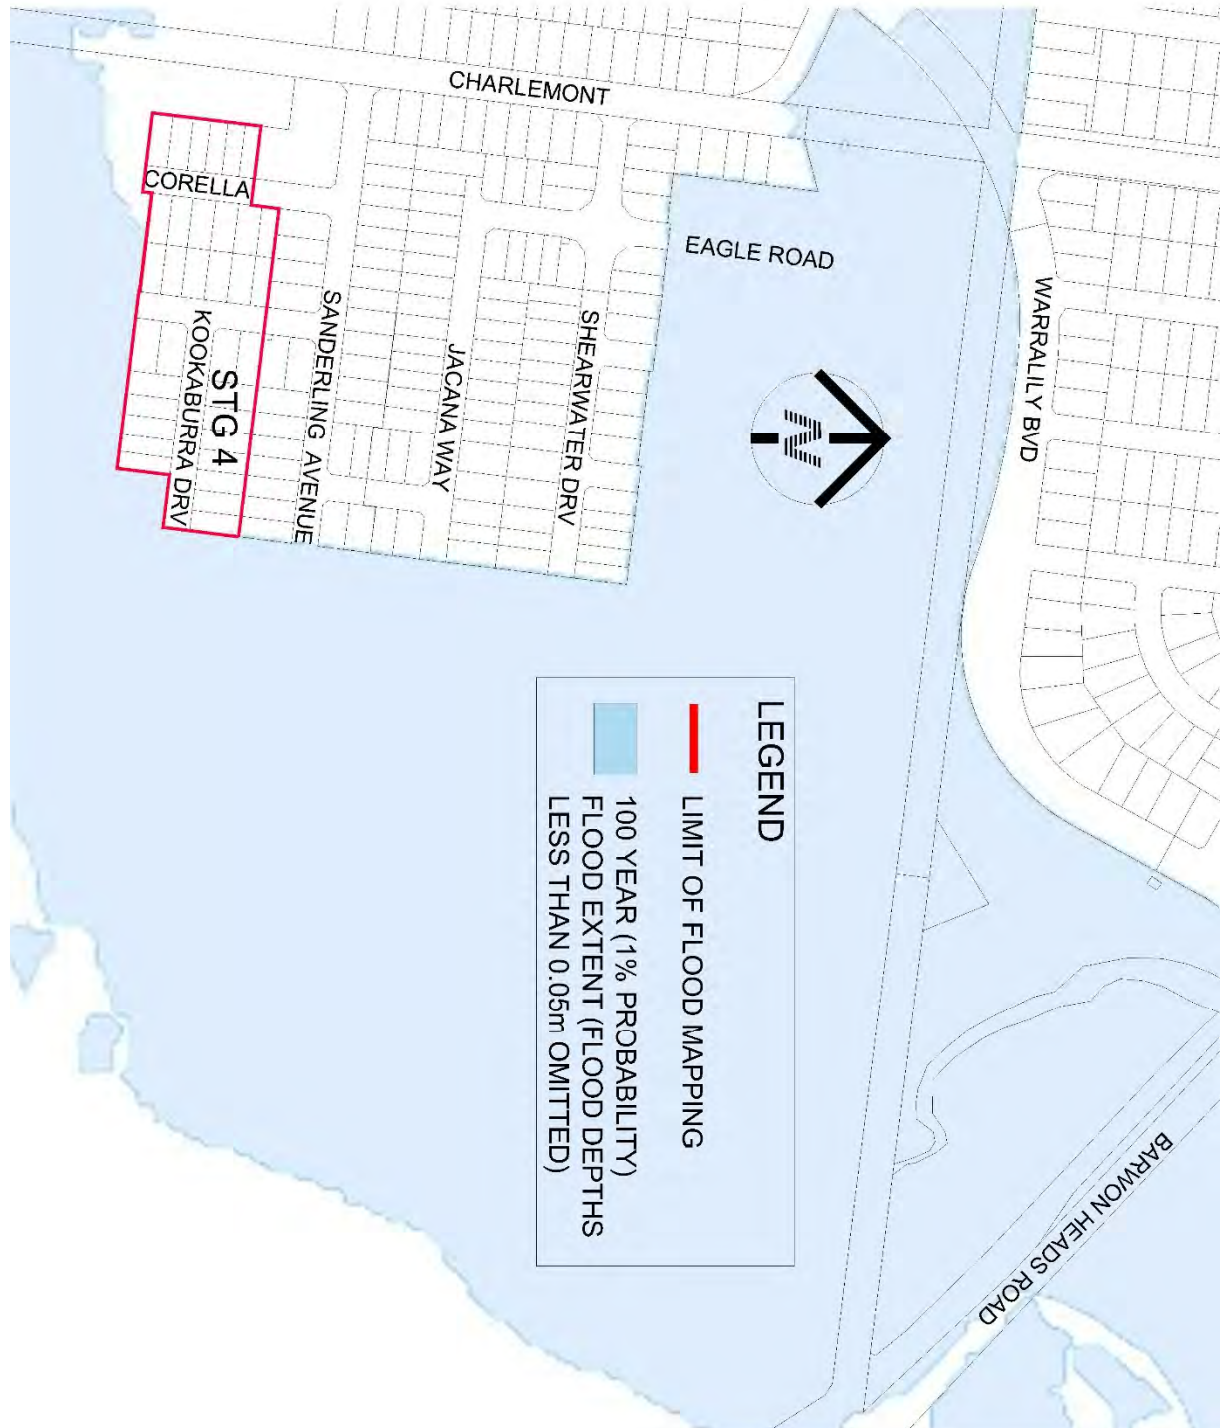 CHARLEMONT
CORELLA
EAGLE ROAD
WARRALILY BVD
SANDERLING AVENUE
KOOKABURRA DRV
STG 4
JACANA WAY
SHEARWATER DRV
N
LEGEND
LIMIT OF FLOOD MAPPING
100 YEAR (1% PROBABILITY)
FLOOD EXTENT (FLOOD DEPTHS
LESS THAN 0.05m OMITTED)
BARWON HEADS ROAD